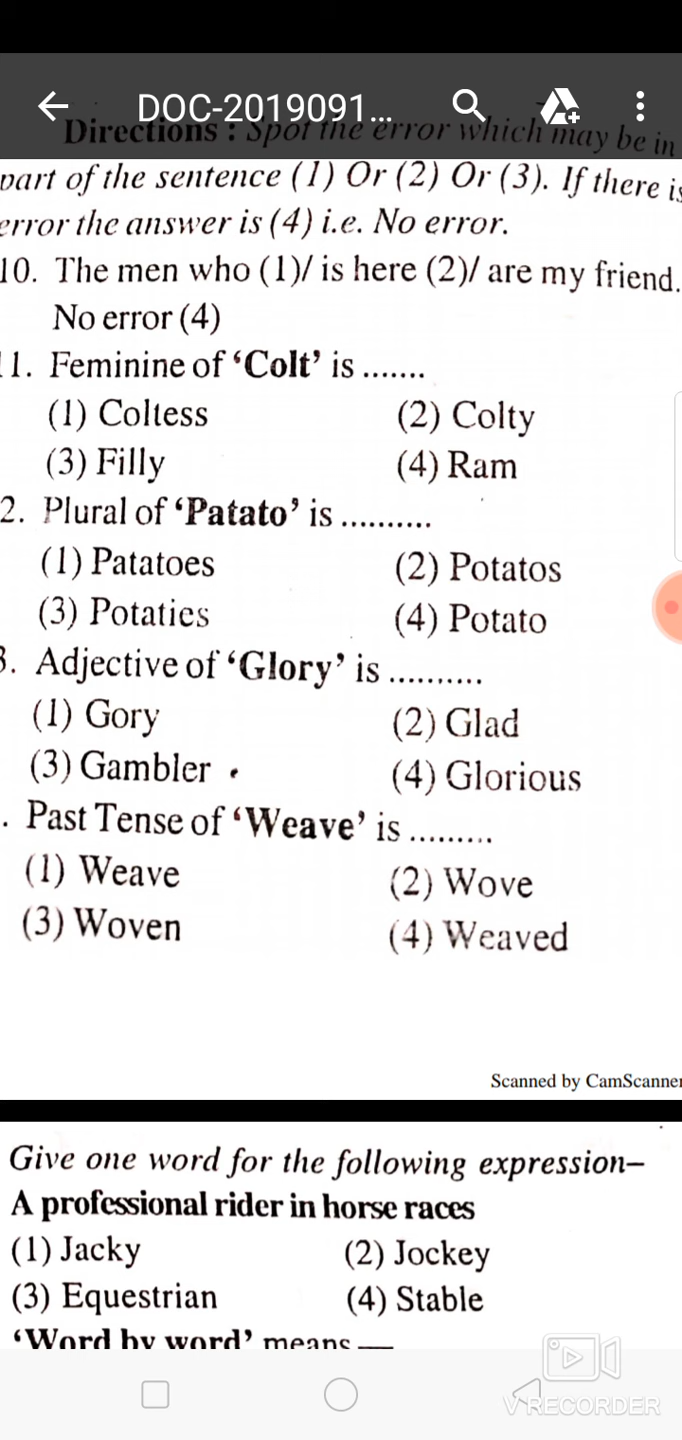 DOC-2019091...
Directions : Spot the error which may be in
part of the sentence (1) Or (2) Or (3). If there is
error the answer is (4) i.e. No error.
10. The men who (1)/ is here (2)/ are my friend.
No error (4)
11. Feminine of ‘Colt’ is .......
(1) Coltess (2) Colty
(3) Filly (4) Ram
2. Plural of ‘Patato’ is ..........
(1) Patatoes (2) Potatos
(3) Potaties (4) Potato
3. Adjective of ‘Glory’ is ..........
(1) Gory (2) Glad
(3) Gambler (4) Glorious
. Past Tense of ‘Weave’ is .........
(1) Weave (2) Wove
(3) Woven (4) Weaved
Scanned by CamScanner
Give one word for the following expression–
A professional rider in horse races
(1) Jacky (2) Jockey
(3) Equestrian (4) Stable
‘Word by word’ means —
V RECORDER